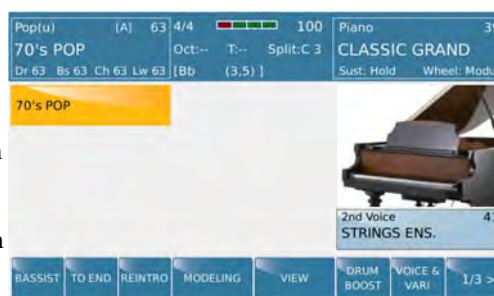 Pop(u) [A] 63 4/4 100 Piano
70's POP Oct:-- T:-- Split:C 3 CLASSIC GRAND
Dr 63 Bs 63 Ch 63 Lw 63 [Bb (3,5) ] Sust: Hold Wheel: Modu
70's POP
2nd Voice
STRINGS ENS.
BASSIST TO END REINTRO MODELING VIEW DRUM BOOST VOICE & VARI 1/3 >